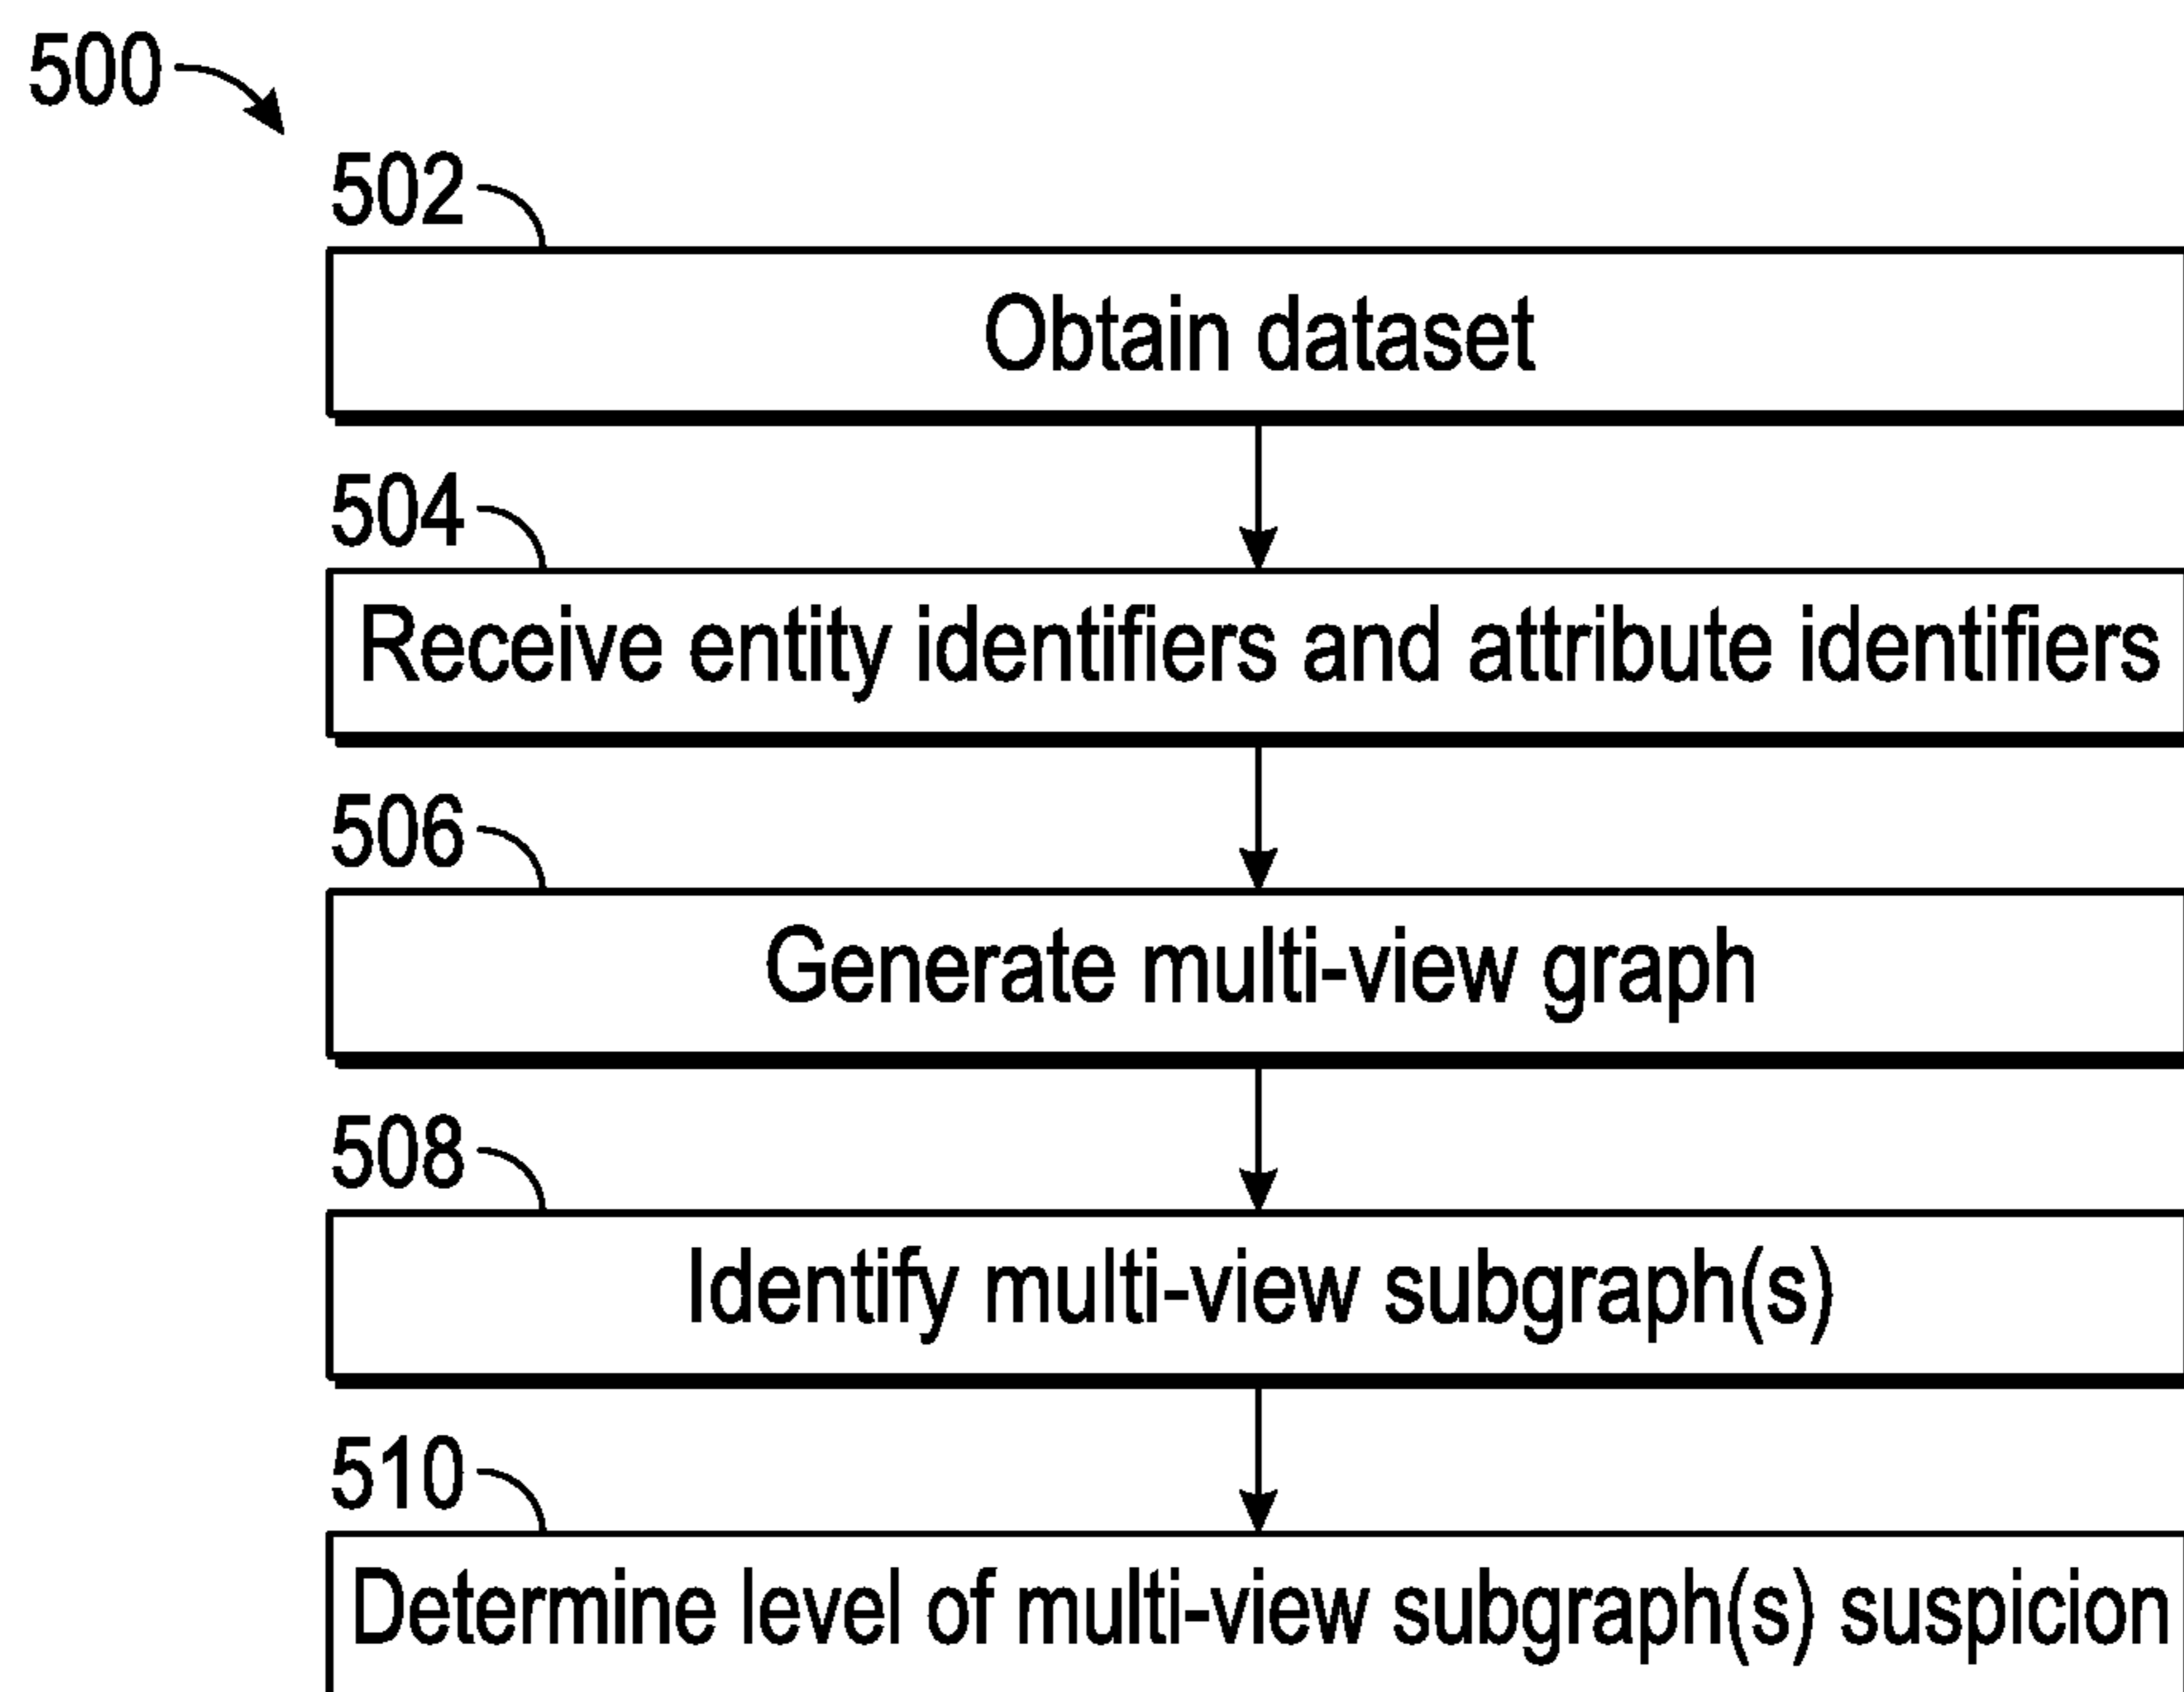 500
502
Obtain dataset
504
Receive entity identifiers and attribute identifiers
506
Generate multi-view graph
508
Identify multi-view subgraph(s)
510
Determine level of multi-view subgraph(s) suspicion